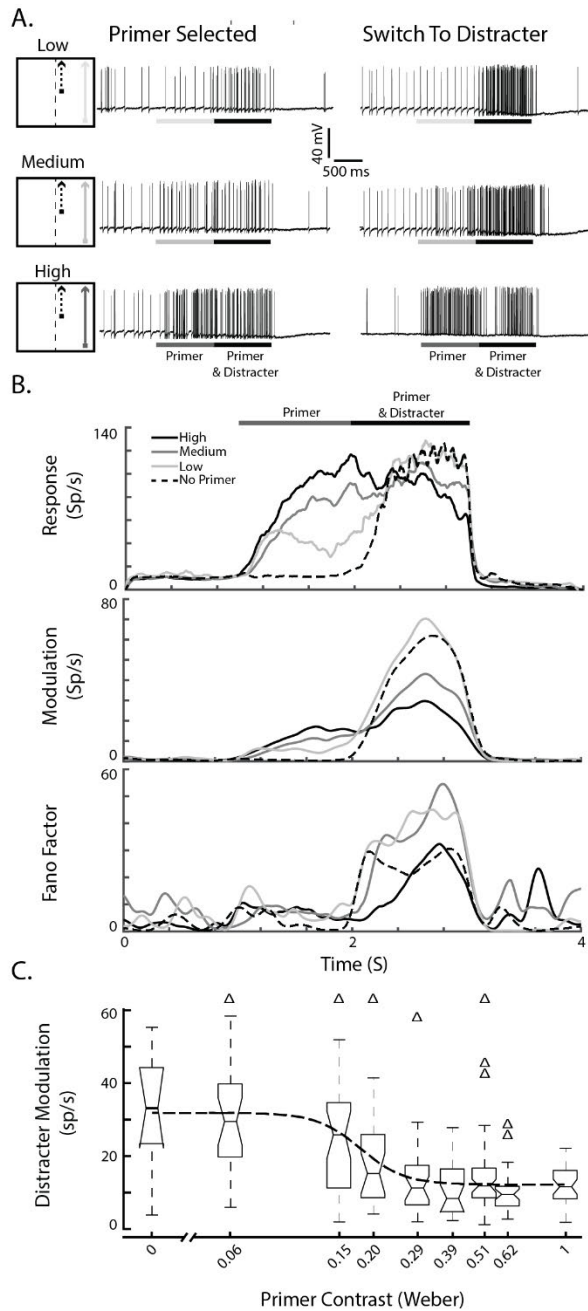 A.
Primer Selected
Switch To Distracter
Low
40 mV
500 ms
Medium
High
Primer
Primer
& Distracter
Primer
Primer
& Distracter
B.
Primer
Primer
& Distracter
High
Medium
Low
No Primer
140
0
Response
(Sp/s)
80
0
Modulation
(Sp/s)
60
0
Fano Factor
0
2
4
Time (S)
C.
60
40
20
0
Distracter Modulation
(sp/s)
0
0.06
0.15
0.20
0.29
0.39
0.51
0.62
1
Primer Contrast (Weber)